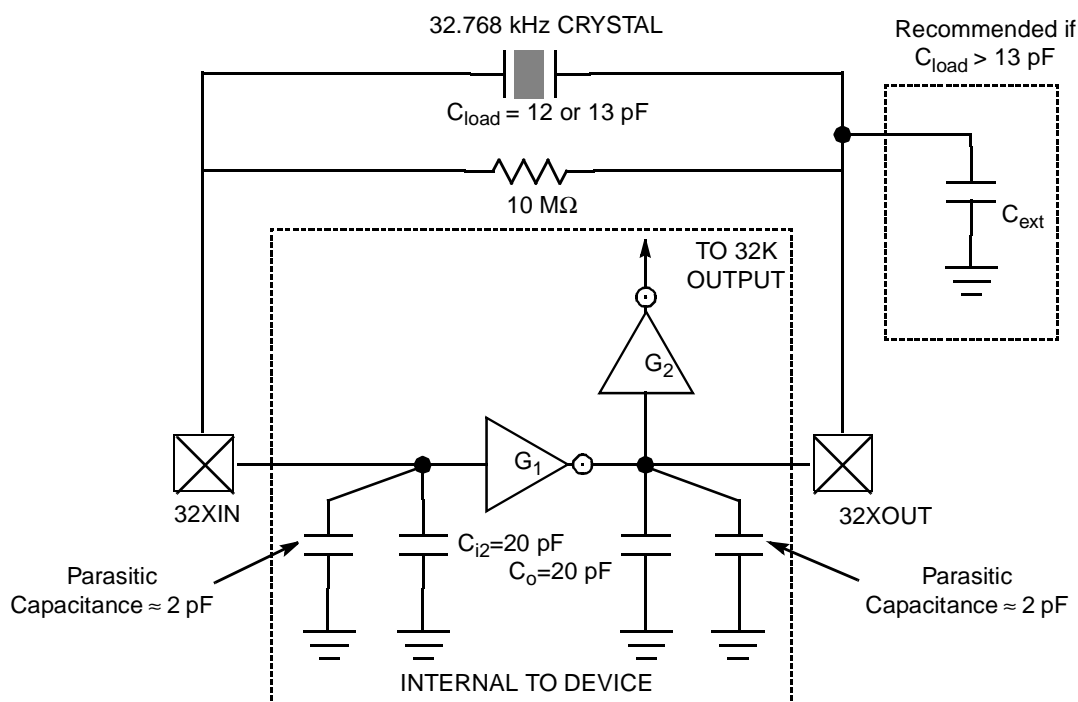 32.768 kHz CRYSTAL
Cload = 12 or 13 pF
Recommended if
Cload > 13 pF
10 MΩ
Cext
TO 32K
OUTPUT
G2
G1
32XIN
32XOUT
Ci2=20 pF
Co=20 pF
Parasitic
Capacitance ≈ 2 pF
Parasitic
Capacitance ≈ 2 pF
INTERNAL TO DEVICE